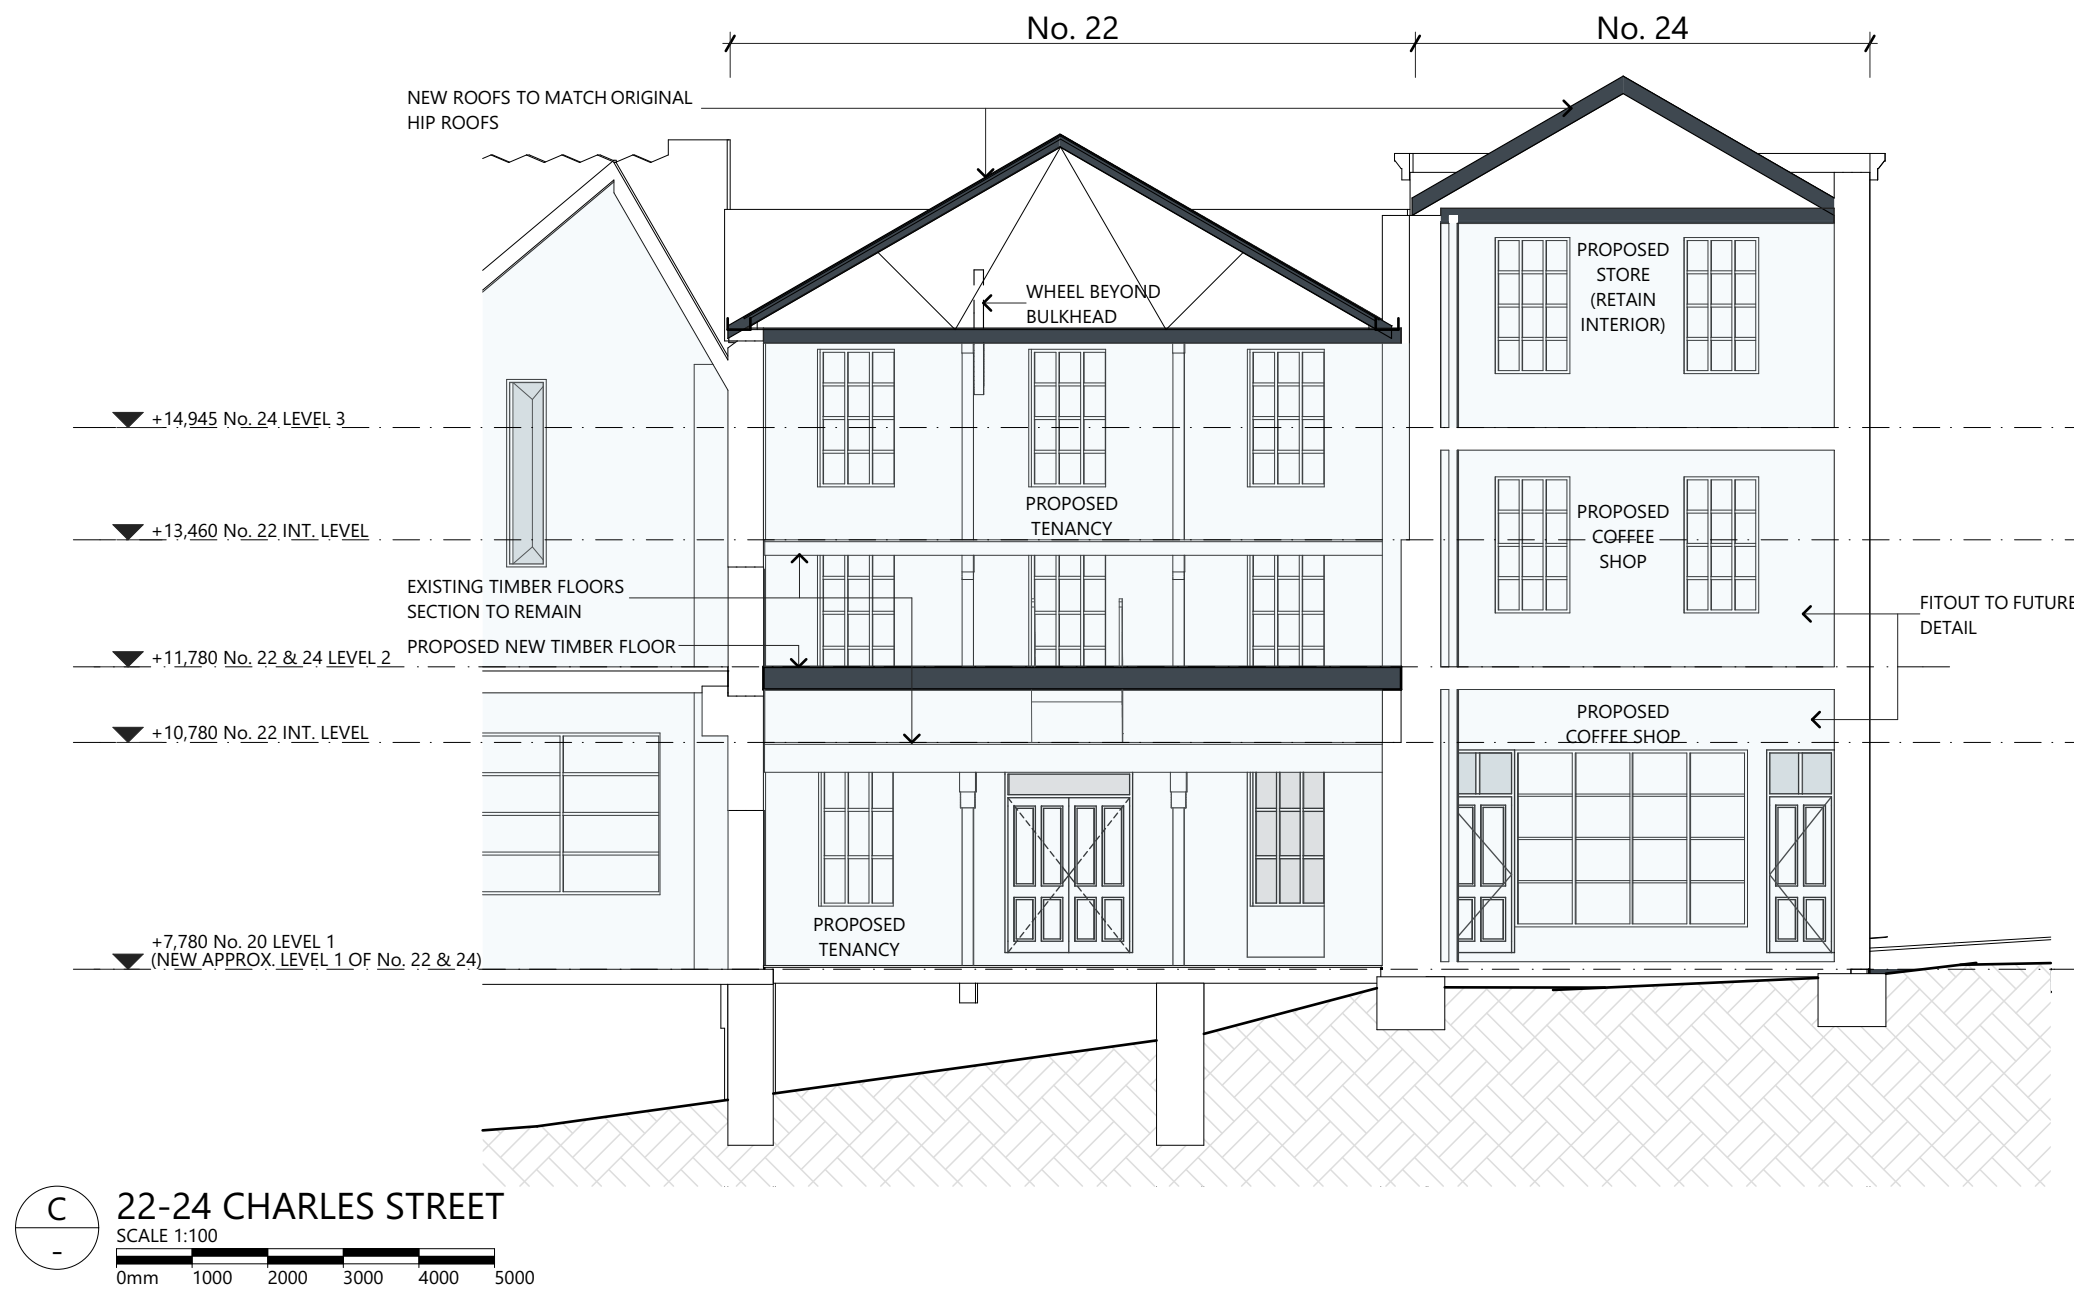 No. 22
No. 24
NEW ROOFS TO MATCH ORIGINAL
HIP ROOFS
WHEEL BEYOND
BULKHEAD
PROPOSED
STORE
(RETAIN
INTERIOR)
+14,945 No. 24 LEVEL 3
PROPOSED
TENANCY
PROPOSED
COFFEE
SHOP
+13,460 No. 22 INT. LEVEL
EXISTING TIMBER FLOORS
SECTION TO REMAIN
FITOUT TO FUTURE
DETAIL
PROPOSED NEW TIMBER FLOOR
+11,780 No. 22 & 24 LEVEL 2
PROPOSED
COFFEE SHOP
+10,780 No. 22 INT. LEVEL
PROPOSED
TENANCY
+7,780 No. 20 LEVEL 1
(NEW APPROX. LEVEL 1 OF No. 22 & 24)
C
-
22-24 CHARLES STREET
SCALE 1:100
0mm 1000 2000 3000 4000 5000